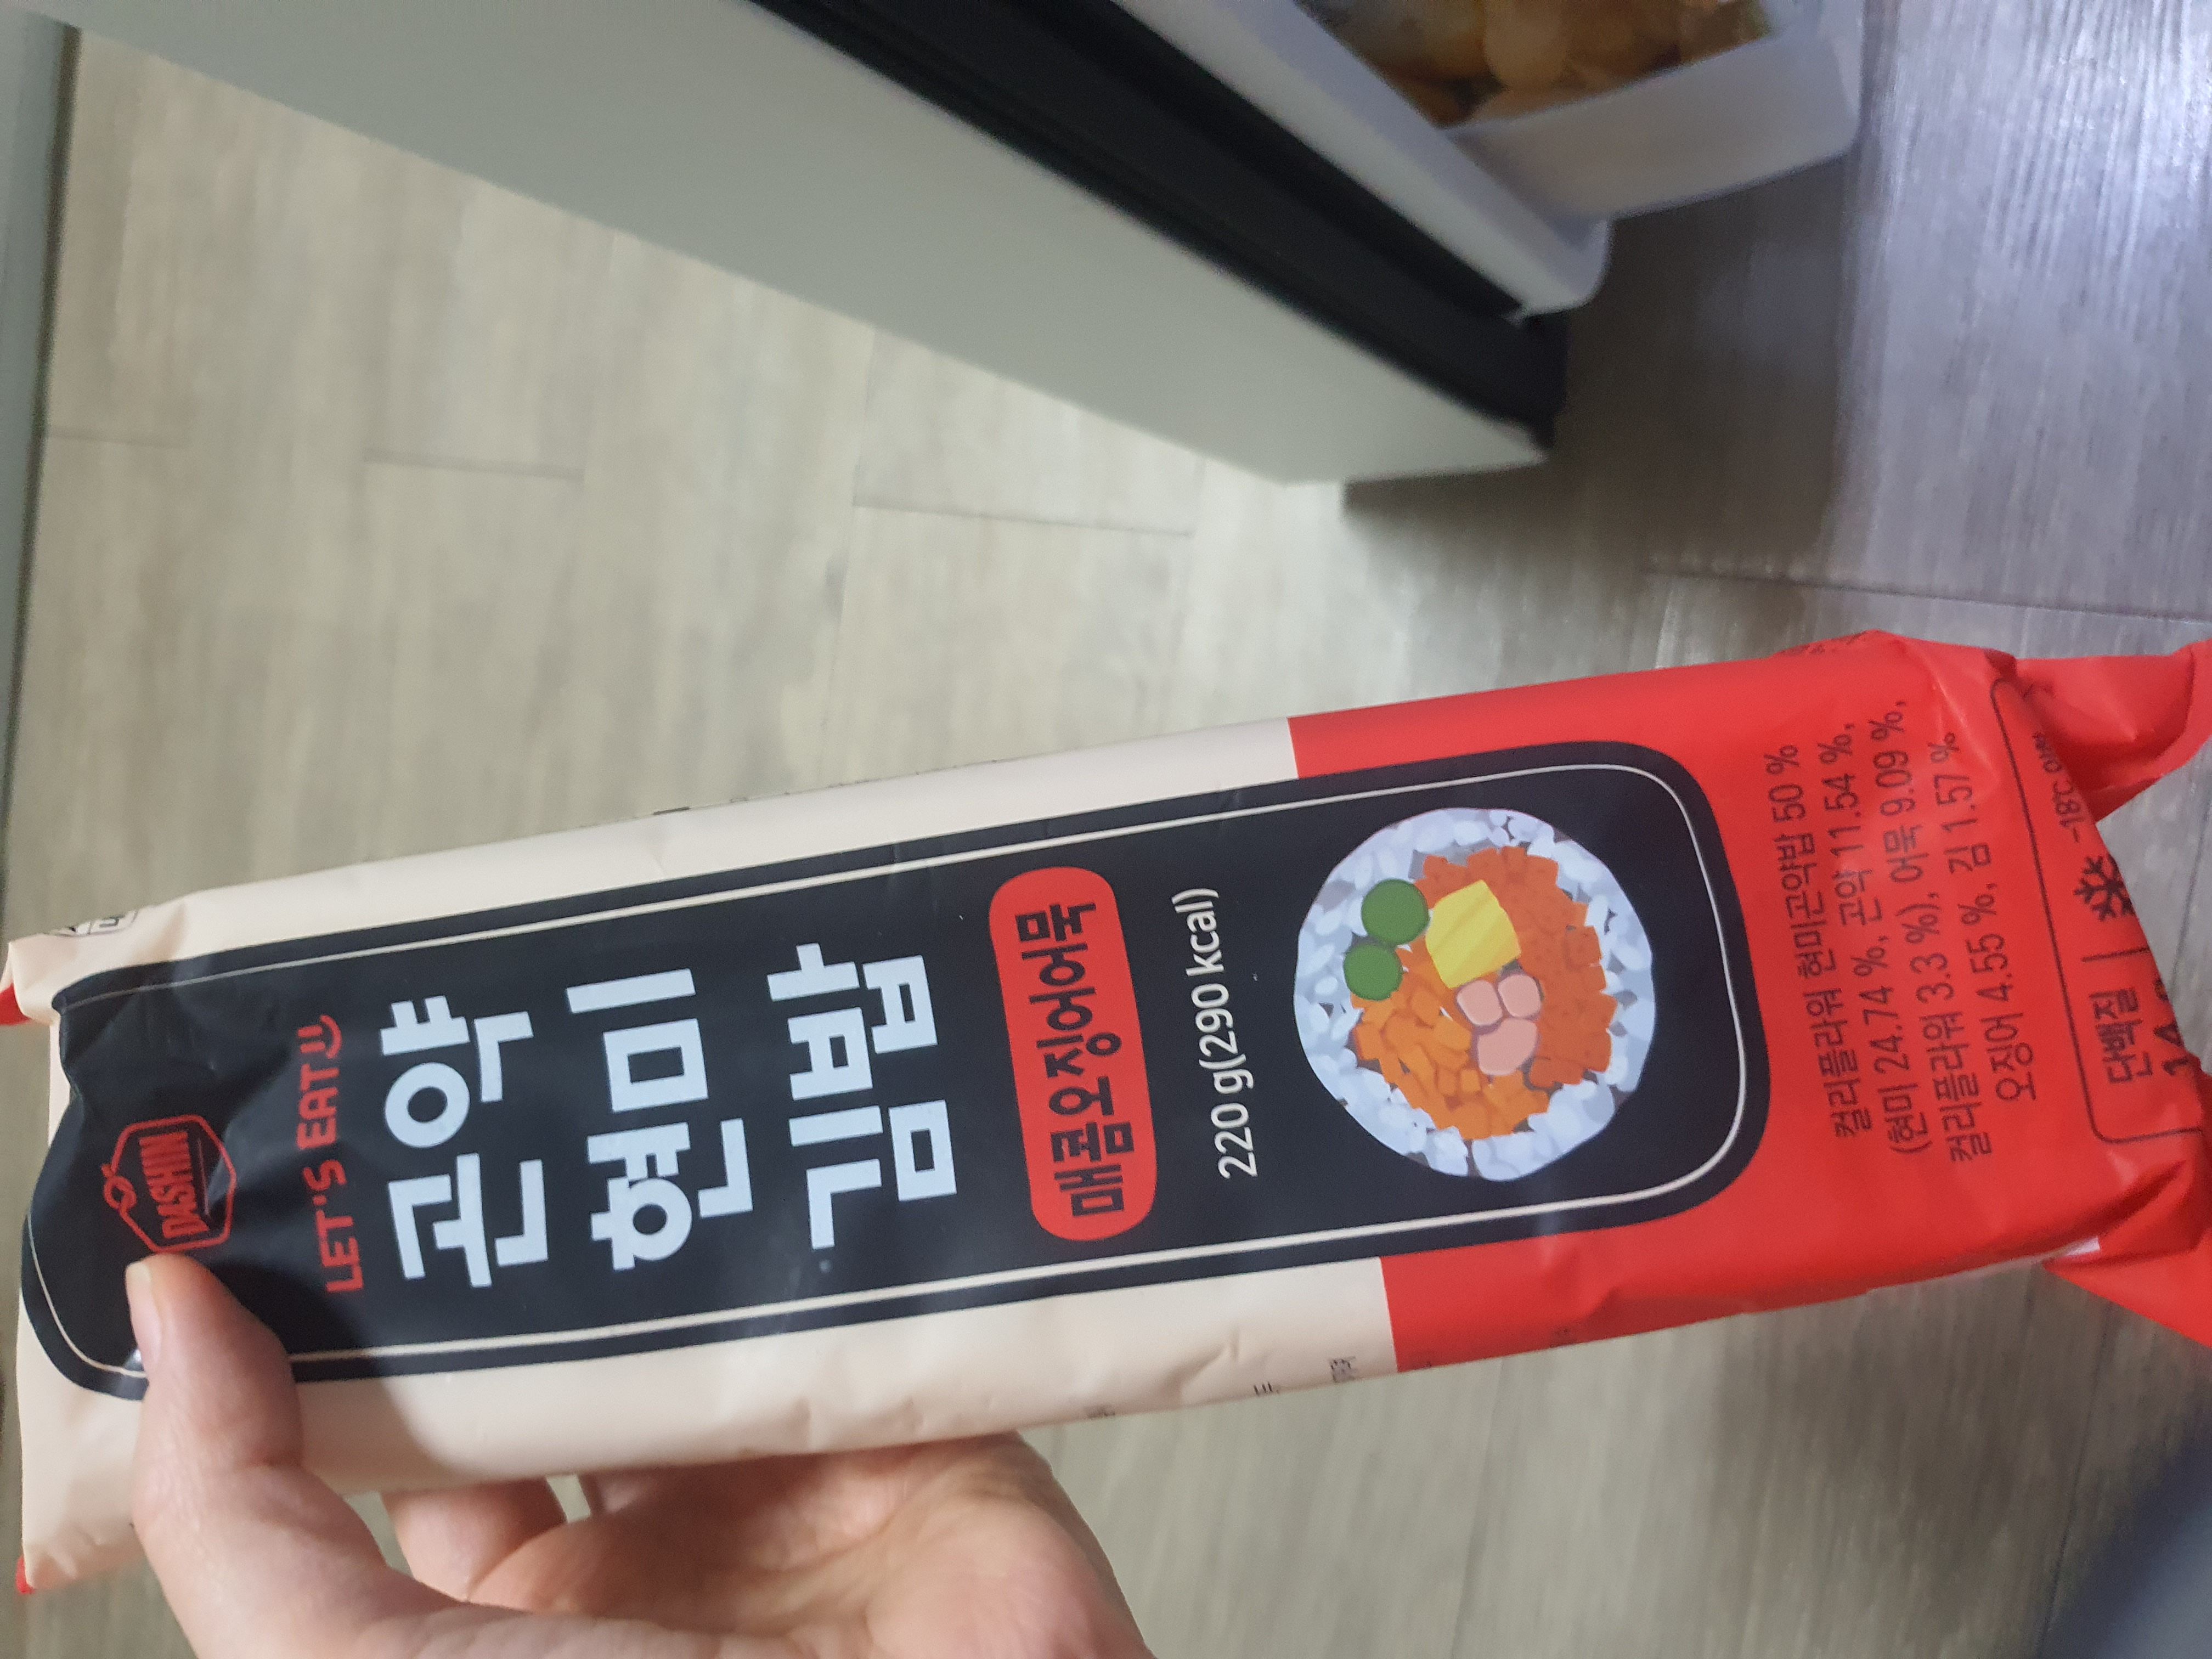 DASHIN
LET'S EAT
곤약
현미
김밥
매콤오징어어묵
220 g(290 kcal)
컬리플라워 현미곤약밥 50 %
(현미 24.74 %, 곤약 11.54 %,
컬리플라워 3.3 %), 어묵 9.09 %,
오징어 4.55 %, 김 1.57 %
단백질
-18℃